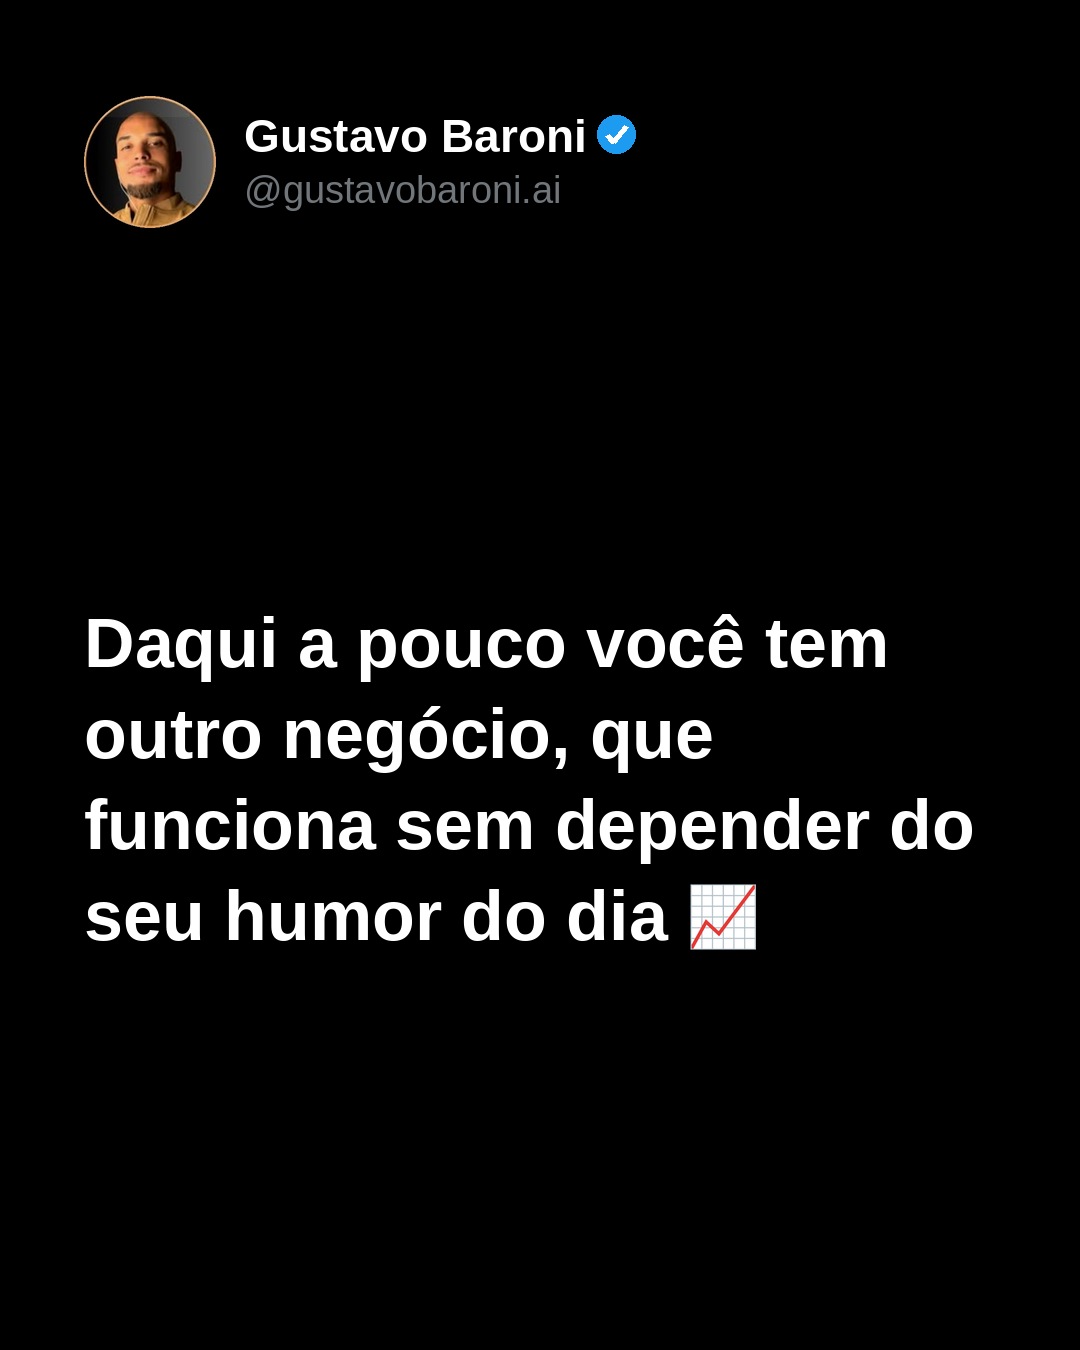 Gustavo Baroni
@gustavobaroni.ai
Daqui a pouco você tem
outro negócio, que
funciona sem depender do
seu humor do dia 📈